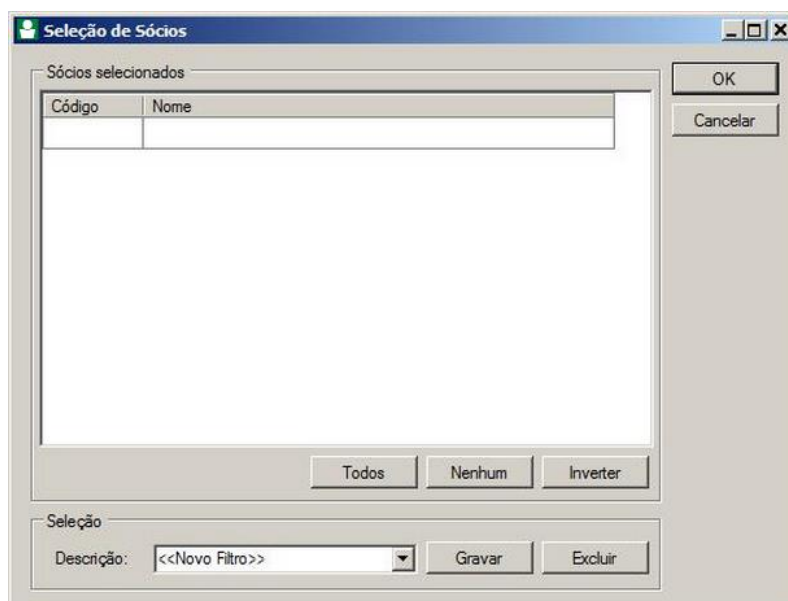 Seleção de Sócios
Sócios selecionados
OK
Cancelar
Código Nome
Todos Nenhum Inverter
Seleção
Descrição: <<Novo Filtro>> Gravar Excluir